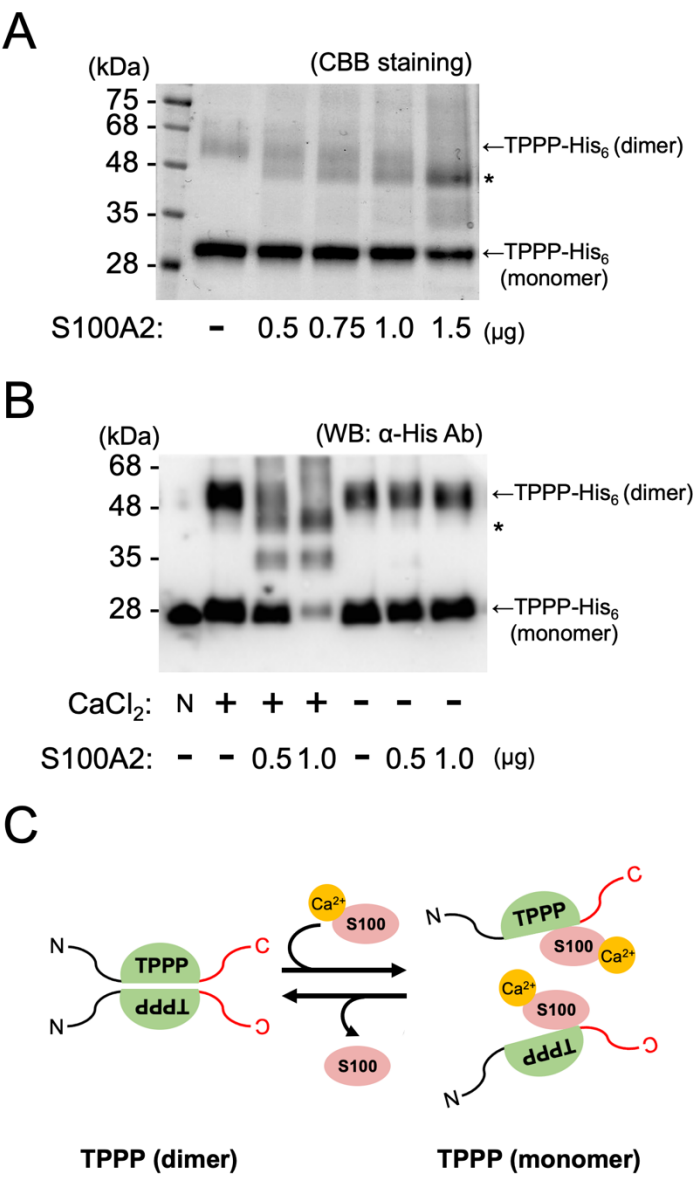 A
(kDa)
(CBB staining)
75 -
68 -
48 -
35 -
28 -
←TPPP-His₆ (dimer)
*
←TPPP-His₆
(monomer)
S100A2: - 0.5 0.75 1.0 1.5 (μg)
B
(kDa)
(WB: α-His Ab)
68 -
48 -
35 -
28 -
←TPPP-His₆ (dimer)
*
←TPPP-His₆
(monomer)
CaCl₂: N + + + - - -
S100A2: - - 0.5 1.0 - 0.5 1.0 (μg)
C
N
TPPP
C
N
TPPP
C
Ca²⁺
S100
S100
N
TPPP
C
S100
Ca²⁺
Ca²⁺
S100
N
TPPP
C
TPPP (dimer)
TPPP (monomer)